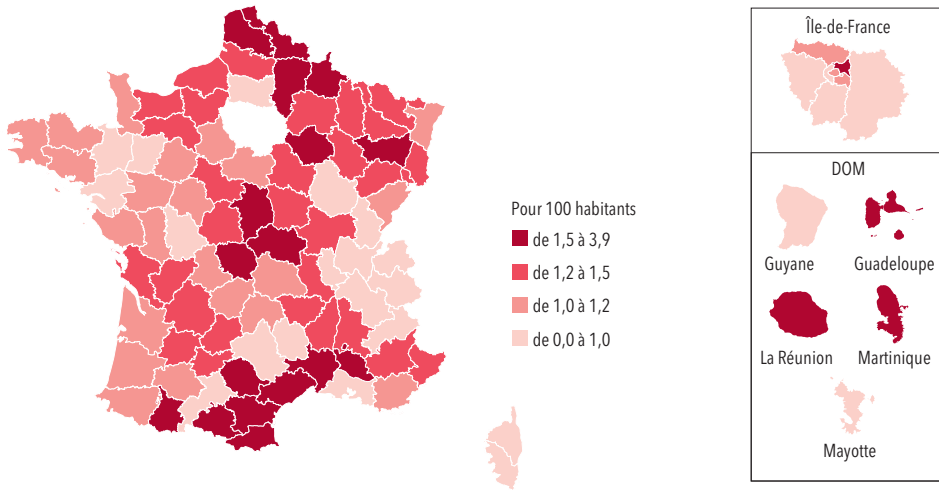 Île-de-France
DOM
Pour 100 habitants
de 1,5 à 3,9
de 1,2 à 1,5
de 1,0 à 1,2
de 0,0 à 1,0
Guyane
Guadeloupe
La Réunion
Martinique
Mayotte